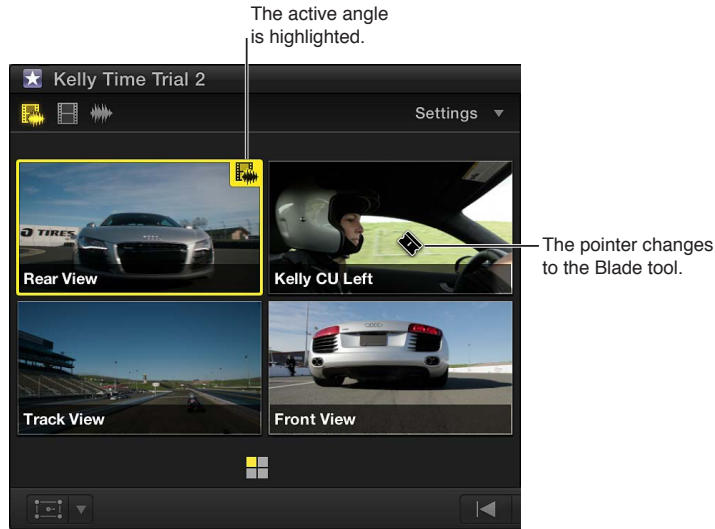 The active angle
is highlighted.
Kelly Time Trial 2
Settings
TIRES
Rear View
Kelly CU Left
The pointer changes
to the Blade tool.
Track View
Front View